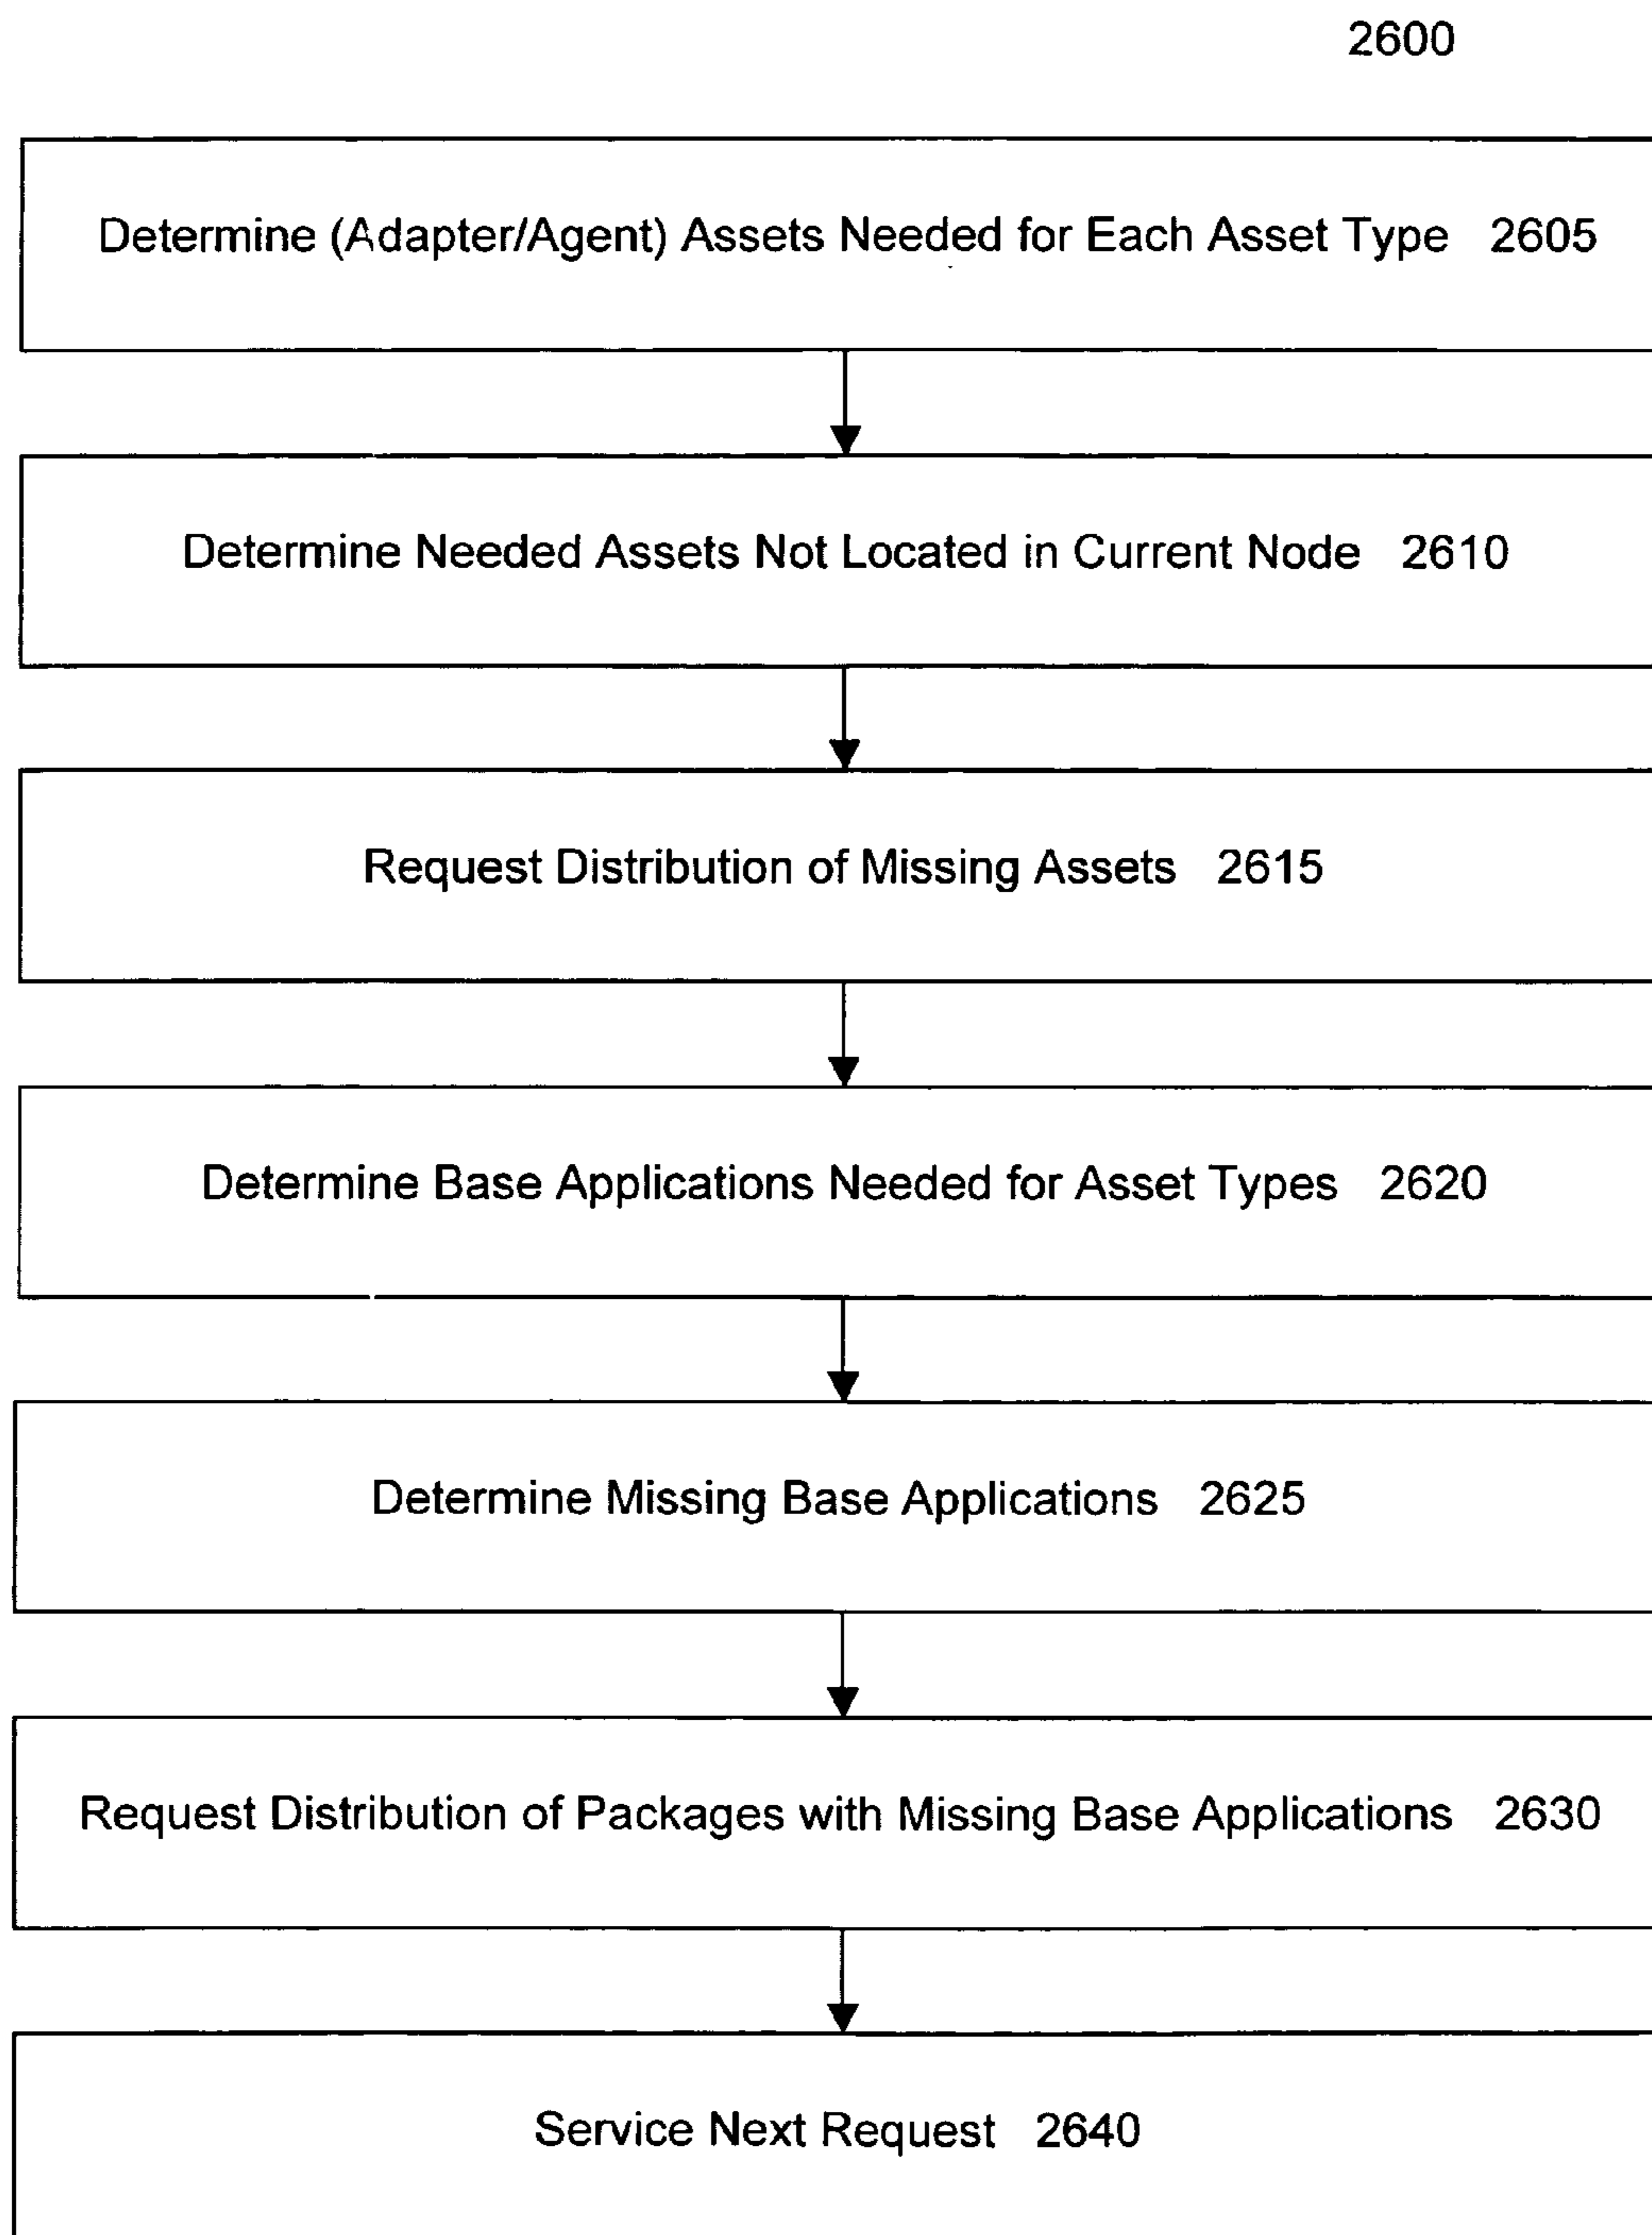 2600
Determine (Adapter/Agent) Assets Needed for Each Asset Type 2605
Determine Needed Assets Not Located in Current Node 2610
Request Distribution of Missing Assets 2615
Determine Base Applications Needed for Asset Types 2620
Determine Missing Base Applications 2625
Request Distribution of Packages with Missing Base Applications 2630
Service Next Request 2640